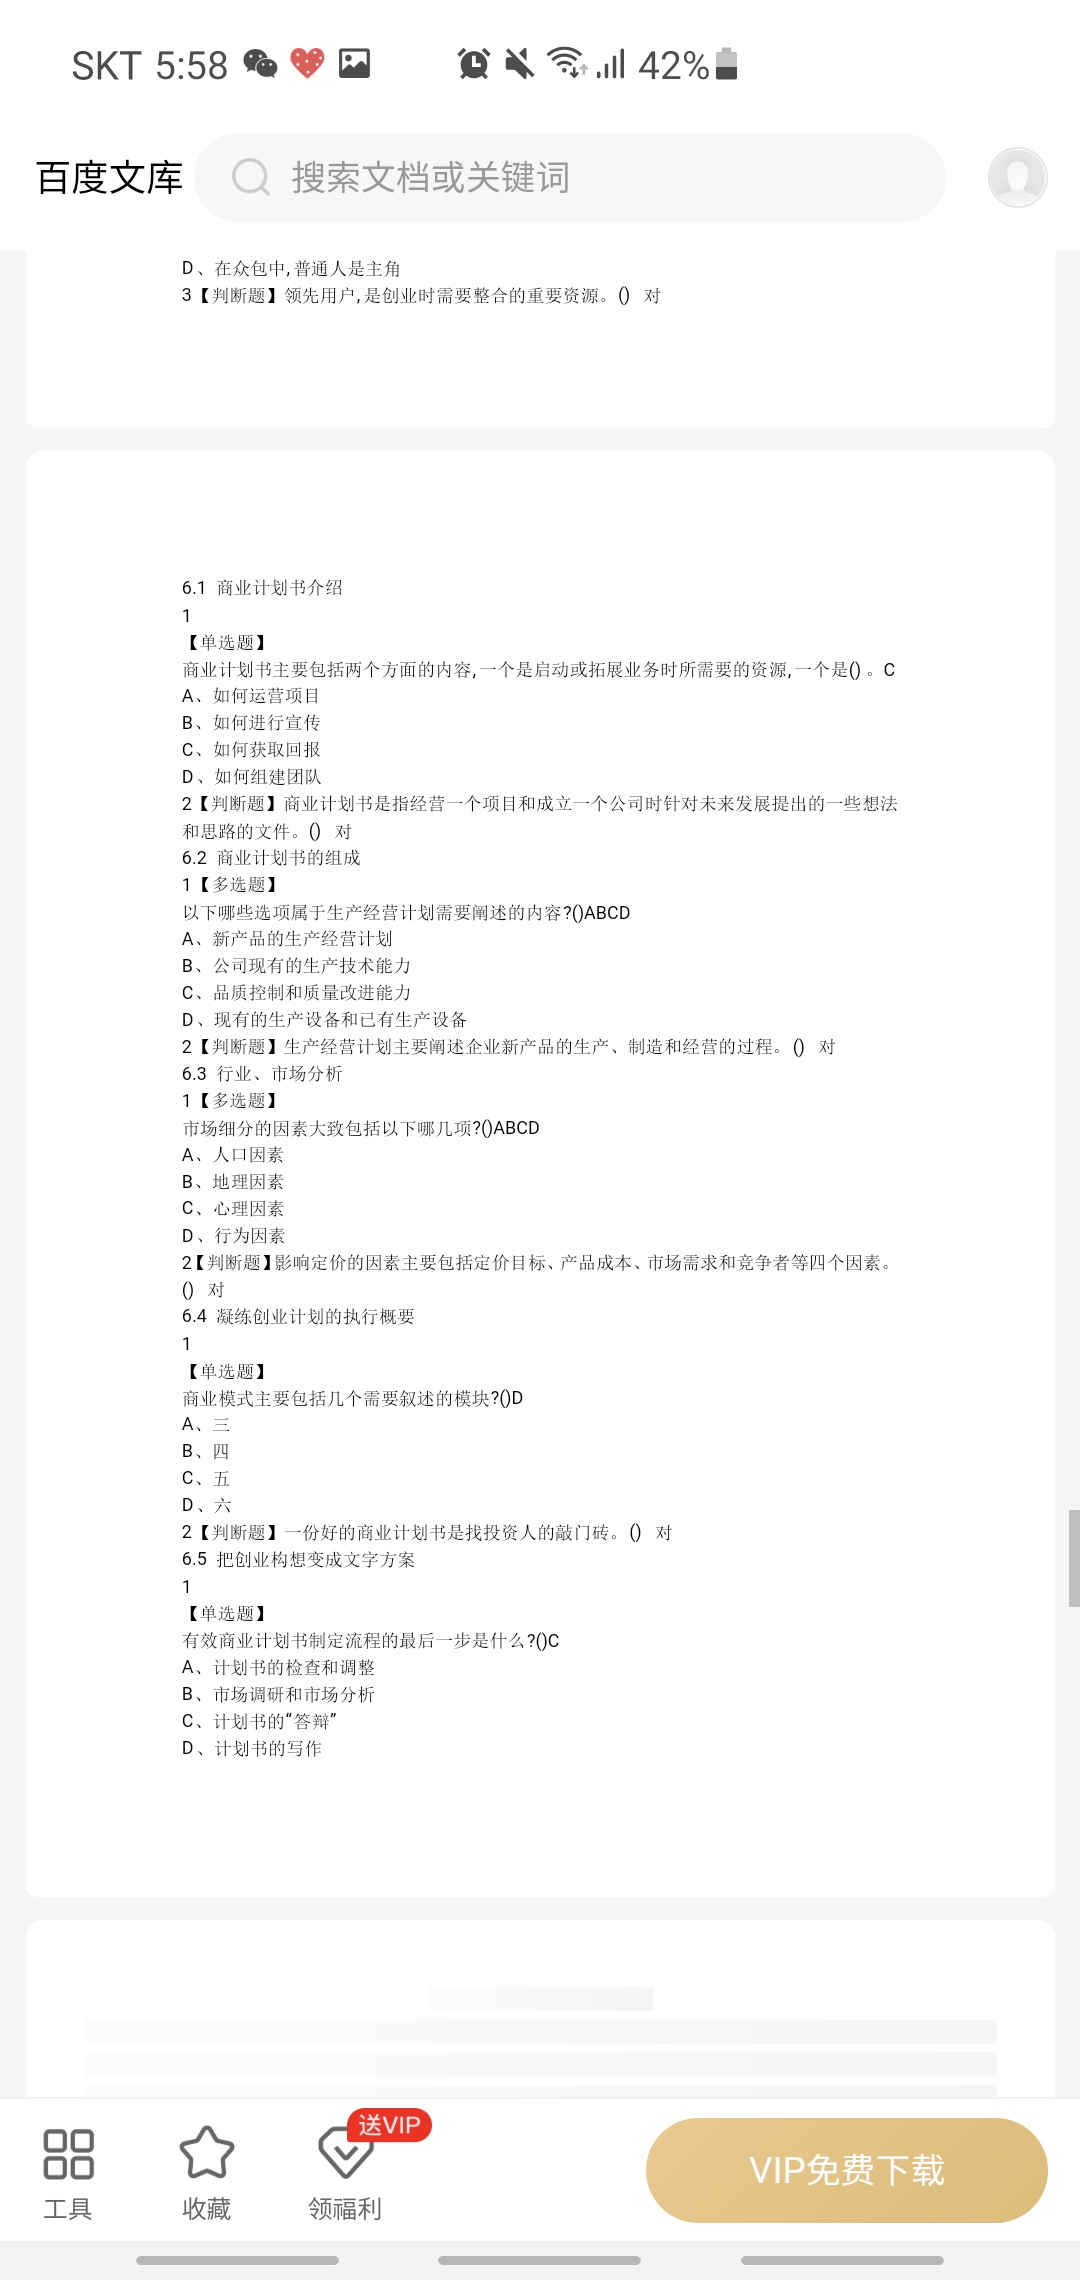 SKT 5:58 42%
百度文库 搜索文档或关键词
D、在众包中,普通人是主角
3【判断题】领先用户,是创业时需要整合的重要资源。() 对
6.1 商业计划书介绍
1
【单选题】
商业计划书主要包括两个方面的内容,一个是启动或拓展业务时所需要的资源,一个是()。C
A、如何运营项目
B、如何进行宣传
C、如何获取回报
D、如何组建团队
2【判断题】商业计划书是指经营一个项目和成立一个公司时针对未来发展提出的一些想法
和思路的文件。() 对
6.2 商业计划书的组成
1【多选题】
以下哪些选项属于生产经营计划需要阐述的内容?()ABCD
A、新产品的生产经营计划
B、公司现有的生产技术能力
C、品质控制和质量改进能力
D、现有的生产设备和已有生产设备
2【判断题】生产经营计划主要阐述企业新产品的生产、制造和经营的过程。() 对
6.3 行业、市场分析
1【多选题】
市场细分的因素大致包括以下哪几项?()ABCD
A、人口因素
B、地理因素
C、心理因素
D、行为因素
2【判断题】影响定价的因素主要包括定价目标、产品成本、市场需求和竞争者等四个因素。
() 对
6.4 凝练创业计划的执行概要
1
【单选题】
商业模式主要包括几个需要叙述的模块?()D
A、三
B、四
C、五
D、六
2【判断题】一份好的商业计划书是找投资人的敲门砖。() 对
6.5 把创业构想变成文字方案
1
【单选题】
有效商业计划书制定流程的最后一步是什么?()C
A、计划书的检查和调整
B、市场调研和市场分析
C、计划书的“答辩”
D、计划书的写作
送VIP
VIP免费下载
工具 收藏 领福利